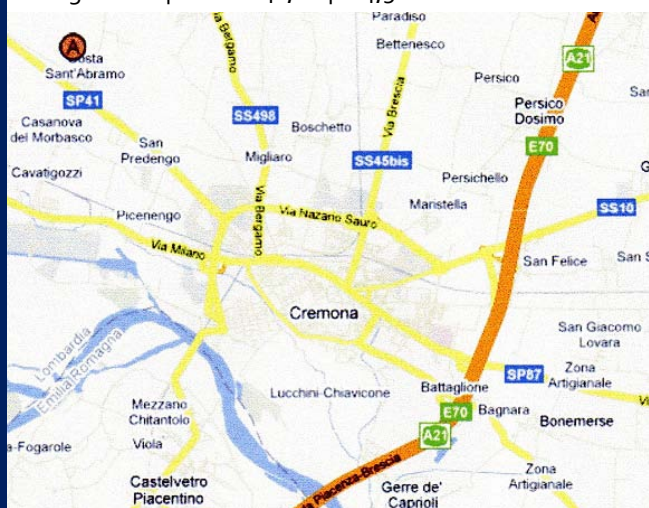 Paradiso
Via Bergamo
Bettenesco
A21
A
Costa
Sant'Abramo
Persico
SP41
Via Brescia
Persico
Dosimo
Casanova
del Morbasco
SS498
Boschetto
E70
San
Predengo
Migliaro
SS45bis
Cavatigozzi
Persichello
Maristella
SS10
Picenengo
Via Bergamo
Via Nazario Sauro
Via Milano
San Felice
Cremona
San Giacomo
Lovara
Lombardia
Emilia Romagna
SP87
Zona
Artigianale
Lucchini-Chiavicone
Battaglione
Mezzano
Chitantolo
E70
Bagnara
Bonemerse
Viola
A21
a-Fogarole
Castelvetro
Piacentino
Piacenza-Brescia
Gerre de'
Caprioli
Zona
Artigianale